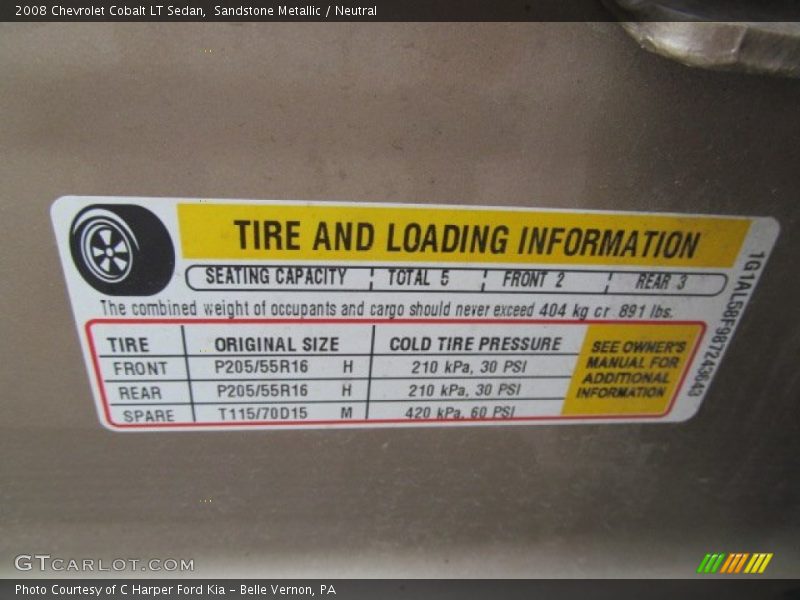 2008 Chevrolet Cobalt LT Sedan, Sandstone Metallic / Neutral
TIRE AND LOADING INFORMATION
SEATING CAPACITY TOTAL 5 FRONT 2 REAR 3
The combined weight of occupants and cargo should never exceed 404 kg or 891 lbs.
TIRE ORIGINAL SIZE COLD TIRE PRESSURE
FRONT P205/55R16 H 210 kPa, 30 PSI
REAR P205/55R16 H 210 kPa, 30 PSI
SPARE T115/70D15 M 420 kPa, 60 PSI
SEE OWNER'S
MANUAL FOR
ADDITIONAL
INFORMATION
1G1AL58F987243643
GTCARLOT.COM
Photo Courtesy of C Harper Ford Kia - Belle Vernon, PA